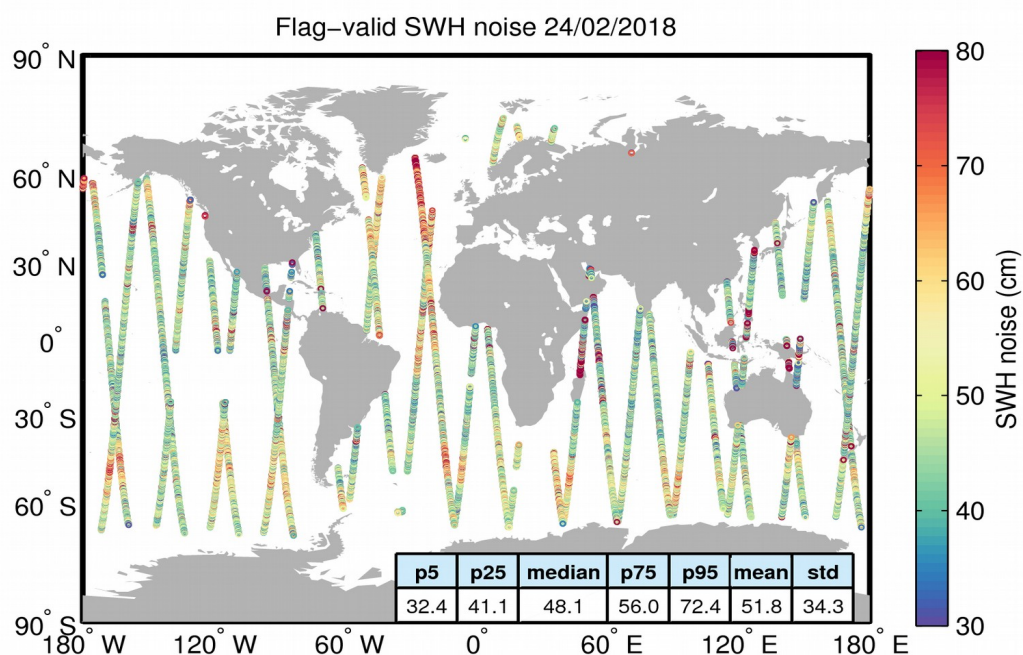 Flag−valid SWH noise 24/02/2018
90° N
60° N
30° N
0°
30° S
60° S
90° S
180° W
120° W
60° W
0°
60° E
120° E
180° E
p5 p25 median p75 p95 mean std
32.4 41.1 48.1 56.0 72.4 51.8 34.3
80
70
60
50
40
30
SWH noise (cm)